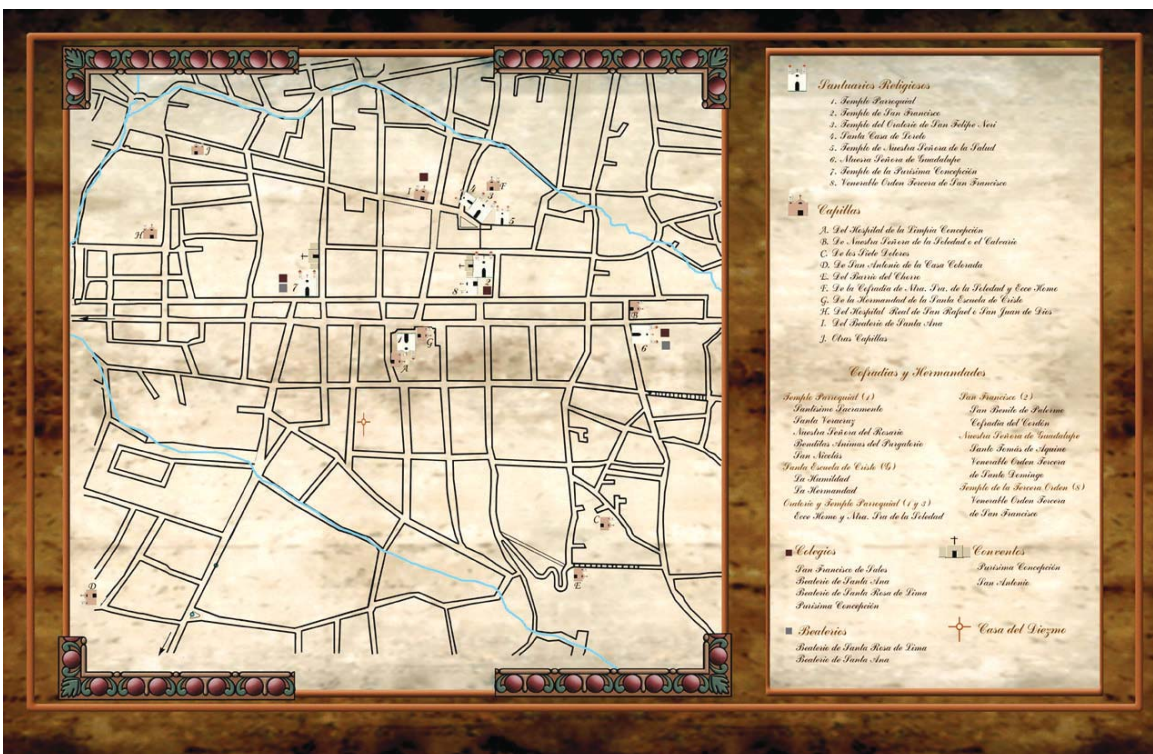 J
I
4
3
F
5
H
7
8
2
B
1
G
A
6
C
E
D
Santuarios Religiosos
1. Templo Parroquial
2. Templo de San Francisco
3. Templo del Oratorio de San Felipe Neri
4. Santa Casa de Loreto
5. Templo de Nuestra Señora de la Salud
6. Nuesra Señora de Guadalupe
7. Templo de la Purísima Concepción
8. Venerable Orden Tercera de San Francisco
Capillas
A. Del Hospital de la Limpia Concepción
B. De Nuestra Señora de la Soledad o el Calvario
C. De los Siete Dolores
D. De San Antonio de la Casa Colorada
E. Del Barrio del Chorro
F. De la Cofradía de Ntra. Sra. de la Soledad y Ecce Homo
G. De la Hermandad de la Santa Escuela de Cristo
H. Del Hospital Real de San Rafael o San Juan de Dios
I. Del Beaterio de Santa Ana
J. Otras Capillas
Cofradías y Hermandades
Templo Parroquial (1)
Santísimo Sacramento
Santa Veracruz
Nuestra Señora del Rosario
Benditas Animas del Purgatorio
San Nicolás
Santa Escuela de Cristo (G)
La Humildad
La Hermandad
Oratorio y Templo Parroquial (1 y 3)
Ecce Homo y Ntra. Sra de la Soledad
San Francisco (2)
San Benito de Palermo
Cofradía del Cordón
Nuestra Señora de Guadalupe
Santo Tomás de Aquino
Venerable Orden Tercera
de Santo Domingo
Templo de la Tercera Orden (8)
Venerable Orden Tercera
de San Francisco
Colegios
San Francisco de Sales
Beaterio de Santa Ana
Beaterio de Santa Rosa de Lima
Purísima Concepción
Conventos
Purísima Concepción
San Antonio
Beaterios
Beaterio de Santa Rosa de Lima
Beaterio de Santa Ana
Casa del Diezmo